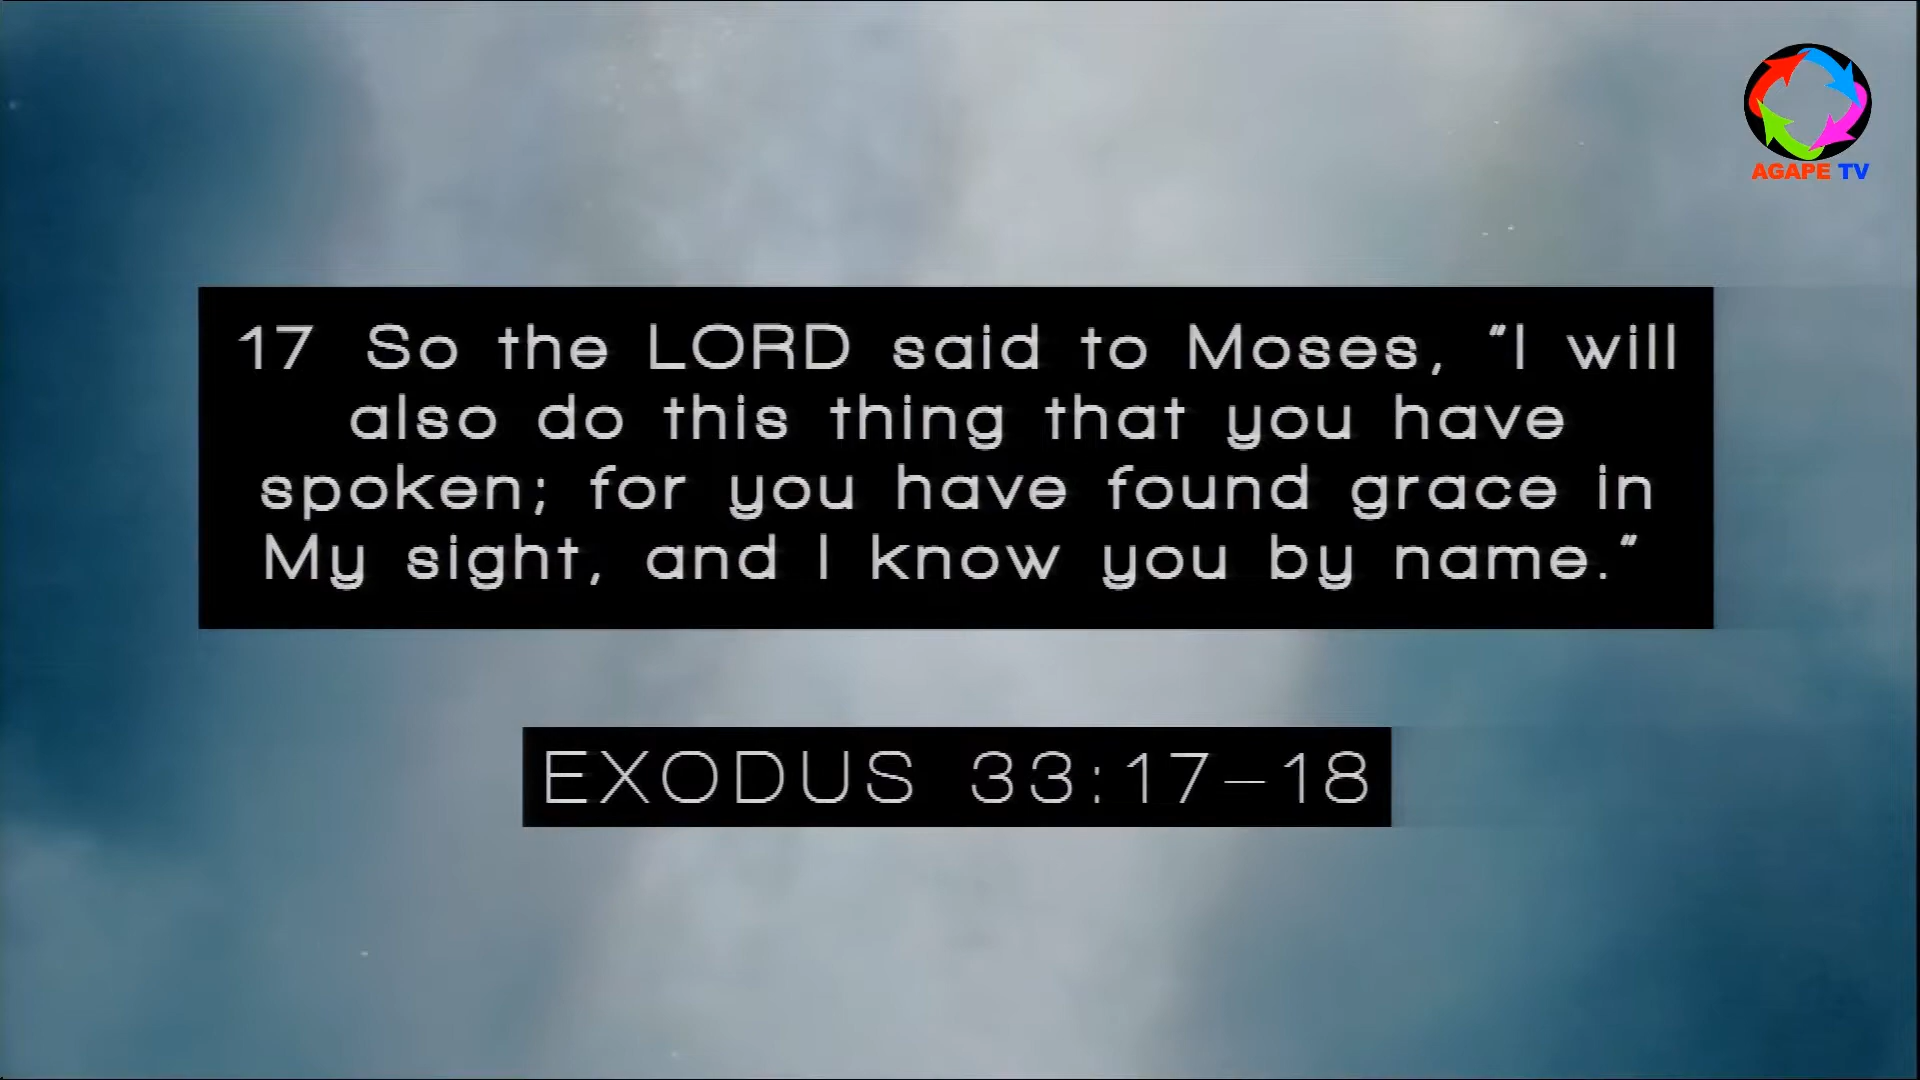 AGAPE TV
17 So the LORD said to Moses, “I will
also do this thing that you have
spoken; for you have found grace in
My sight, and I know you by name.”
EXODUS 33:17–18